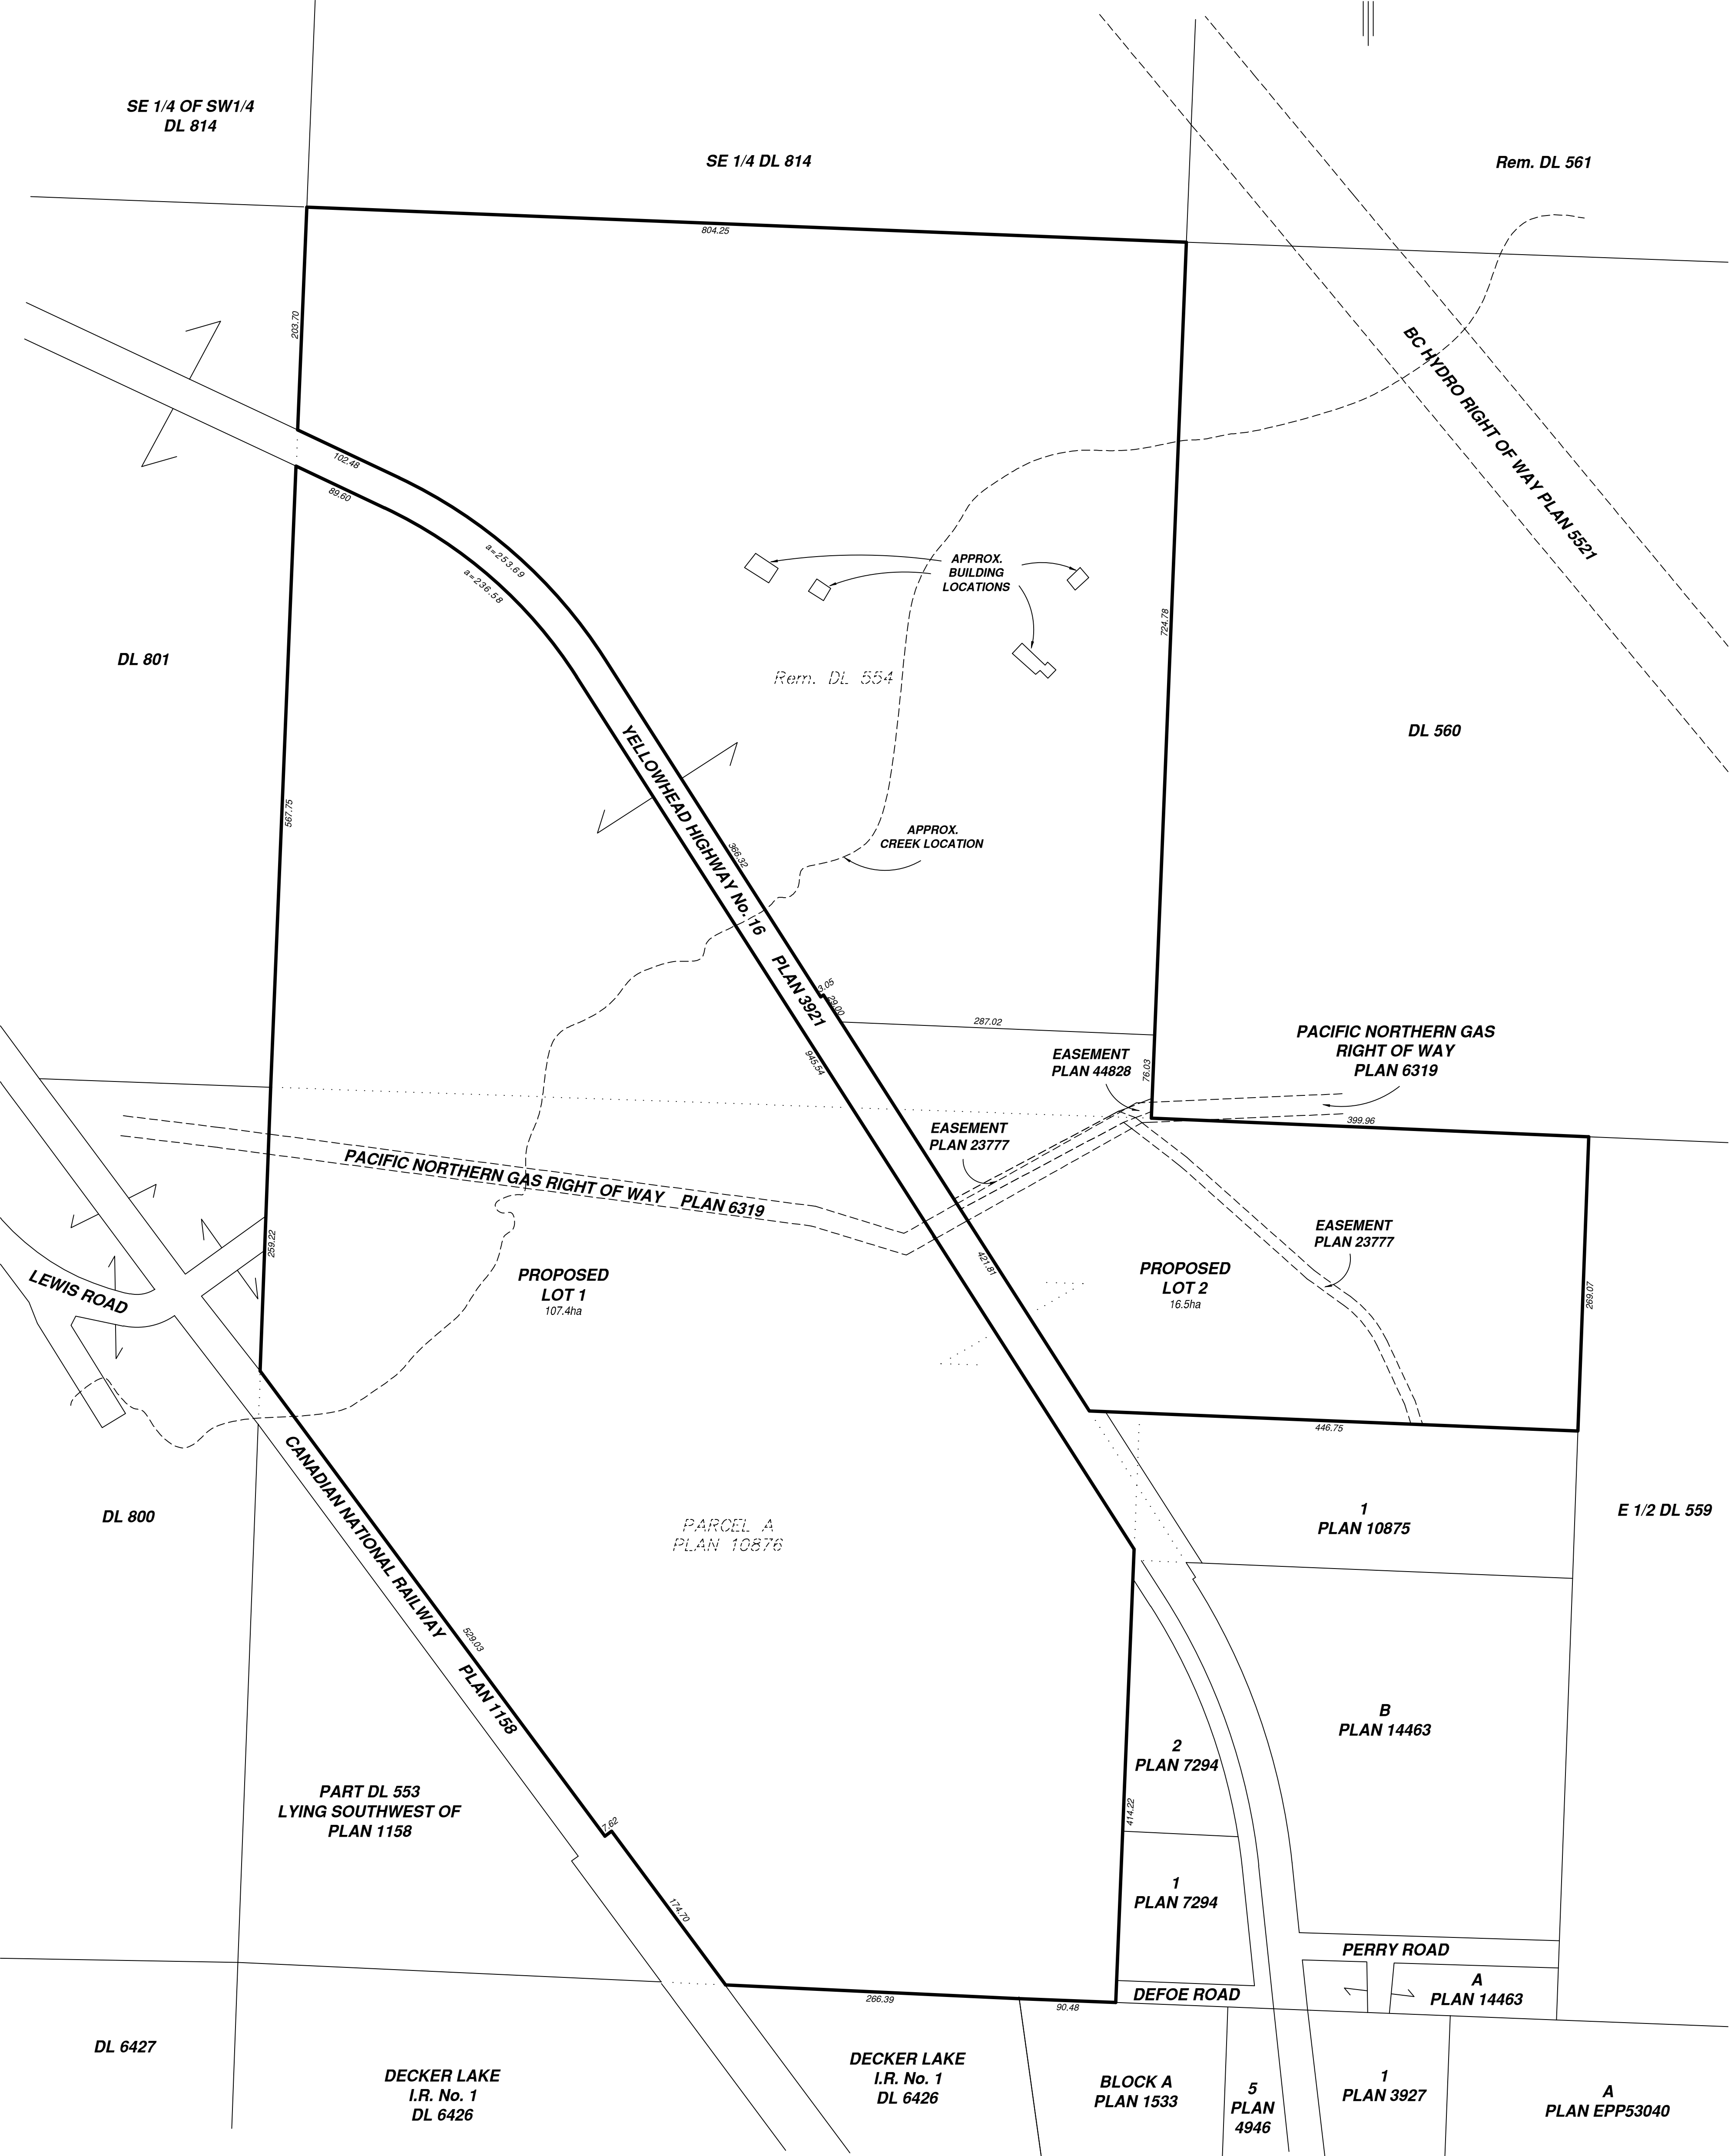 SE 1/4 OF SW1/4
DL 814
SE 1/4 DL 814
Rem. DL 561
804.25
203.70
BC HYDRO RIGHT OF WAY PLAN 5521
102.48
89.60
a=253.69
a=236.58
APPROX.
BUILDING
LOCATIONS
724.78
DL 801
Rem. DL 554
DL 560
YELLOWHEAD HIGHWAY No. 16 PLAN 3921
567.75
366.32
APPROX.
CREEK LOCATION
3.05
29.00
287.02
945.54
EASEMENT
PLAN 44828
76.03
PACIFIC NORTHERN GAS
RIGHT OF WAY
PLAN 6319
399.96
EASEMENT
PLAN 23777
PACIFIC NORTHERN GAS RIGHT OF WAY PLAN 6319
259.22
421.81
EASEMENT
PLAN 23777
LEWIS ROAD
PROPOSED
LOT 1
107.4ha
PROPOSED
LOT 2
16.5ha
269.07
446.75
CANADIAN NATIONAL RAILWAY PLAN 1158
DL 800
PARCEL A
PLAN 10876
1
PLAN 10875
E 1/2 DL 559
529.03
B
PLAN 14463
2
PLAN 7294
PART DL 553
LYING SOUTHWEST OF
PLAN 1158
7.62
414.22
174.70
1
PLAN 7294
PERRY ROAD
DEFOE ROAD
A
PLAN 14463
266.39
90.48
DL 6427
DECKER LAKE
I.R. No. 1
DL 6426
DECKER LAKE
I.R. No. 1
DL 6426
BLOCK A
PLAN 1533
5
PLAN
4946
1
PLAN 3927
A
PLAN EPP53040